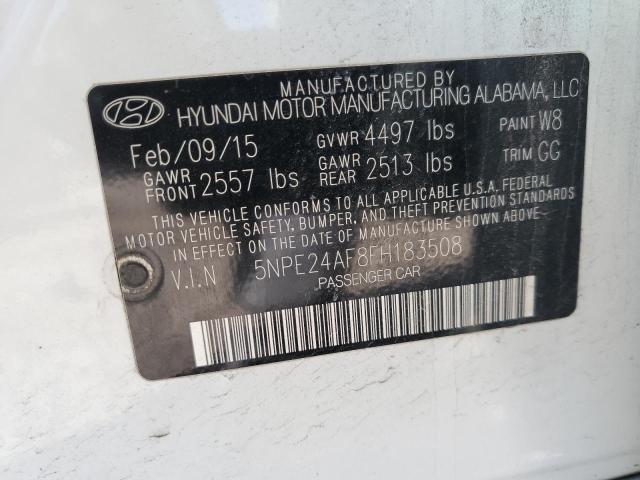 MANUFACTURED BY
HYUNDAI MOTOR MANUFACTURING ALABAMA, LLC
Feb/09/15 GVWR 4497 lbs PAINT W8
GAWR FRONT 2557 lbs GAWR REAR 2513 lbs TRIM GG
THIS VEHICLE CONFORMS TO ALL APPLICABLE U.S.A. FEDERAL
MOTOR VEHICLE SAFETY, BUMPER, AND THEFT PREVENTION STANDARDS
IN EFFECT ON THE DATE OF MANUFACTURE SHOWN ABOVE.
V.I.N 5NPE24AF8FH183508
PASSENGER CAR